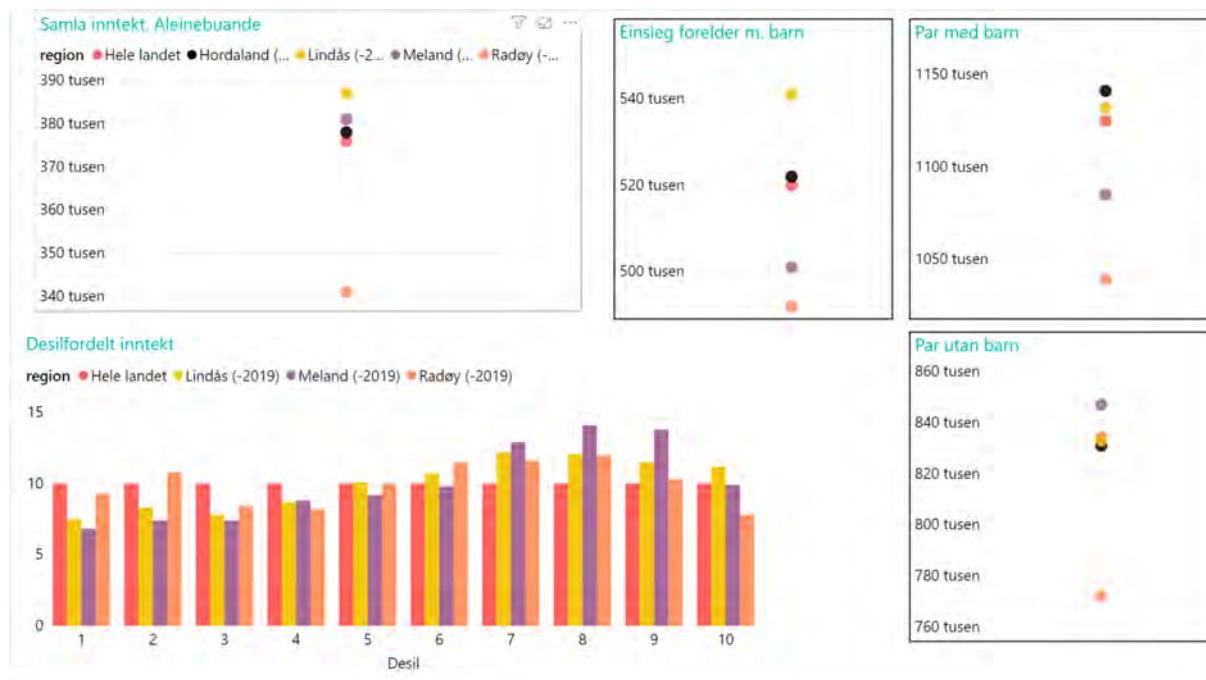 Samla inntekt. Aleinebuande
region Hele landet Hordaland (... Lindås (-2... Meland (... Radøy (-...
390 tusen
380 tusen
370 tusen
360 tusen
350 tusen
340 tusen
Einsleg forelder m. barn
540 tusen
520 tusen
500 tusen
Par med barn
1150 tusen
1100 tusen
1050 tusen
Desilfordelt inntekt
region Hele landet Lindås (-2019) Meland (-2019) Radøy (-2019)
15
10
5
0
1 2 3 4 5 6 7 8 9 10
Desil
Par utan barn
860 tusen
840 tusen
820 tusen
800 tusen
780 tusen
760 tusen